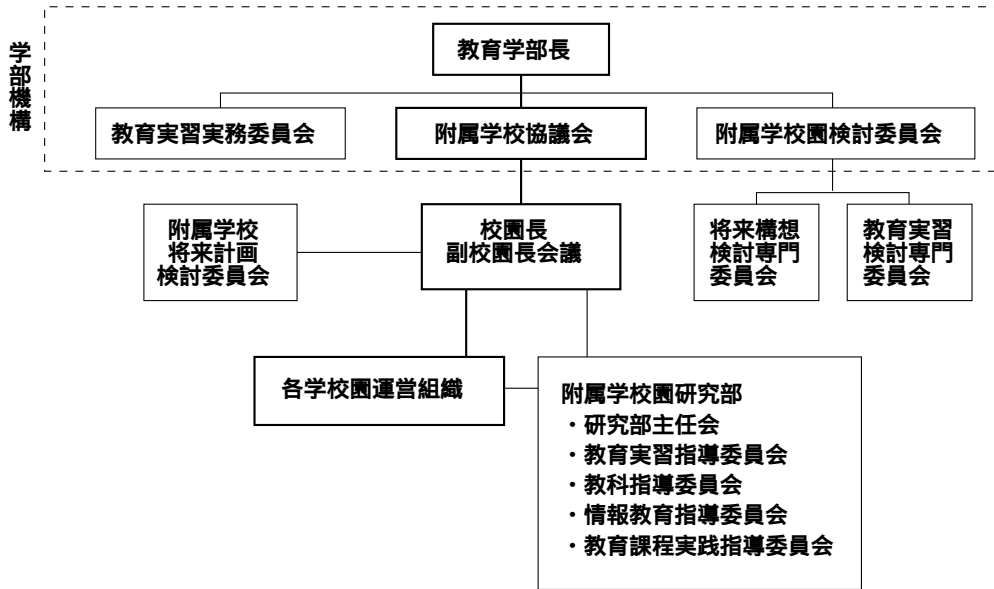 学部機構
教育学部長
教育実習実務委員会
附属学校協議会
附属学校園検討委員会
附属学校
将来計画
検討委員会
校園長
副校園長会議
将来構想
検討専門
委員会
教育実習
検討専門
委員会
各学校園運営組織
附属学校園研究部
・研究部主任会
・教育実習指導委員会
・教科指導委員会
・情報教育指導委員会
・教育課程実践指導委員会